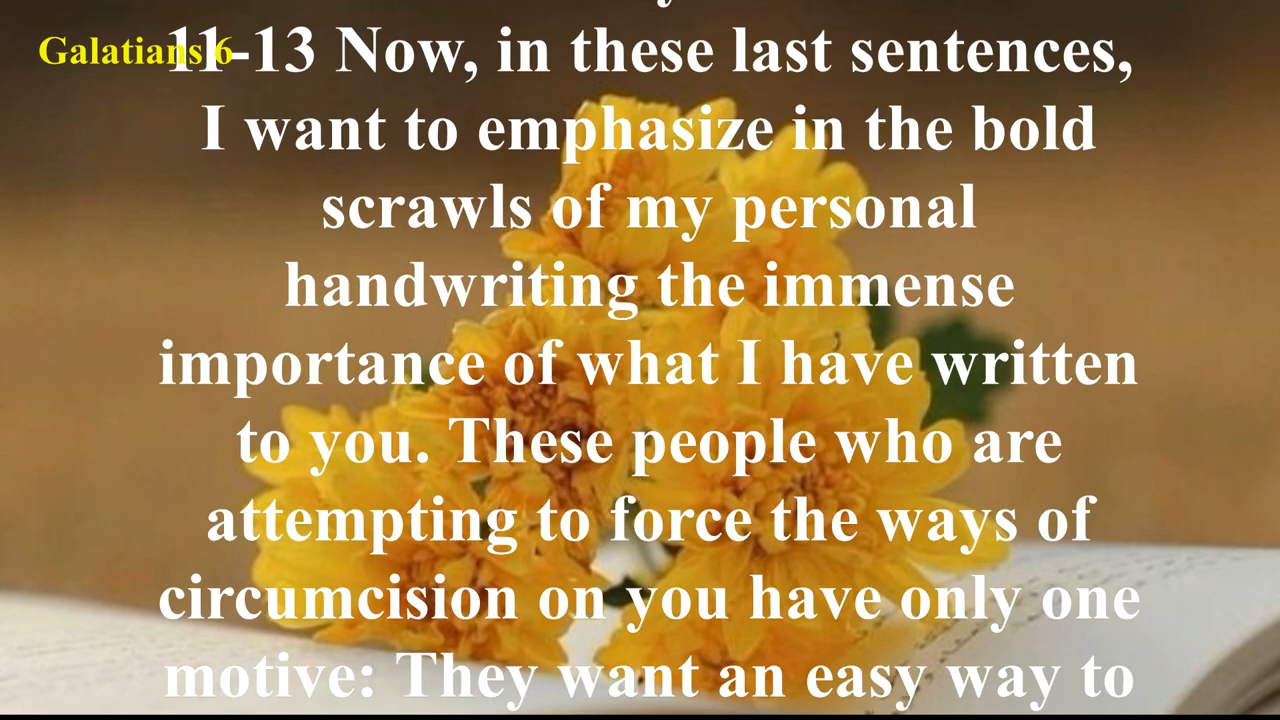 Galatians 6
11-13 Now, in these last sentences,
I want to emphasize in the bold
scrawls of my personal
handwriting the immense
importance of what I have written
to you. These people who are
attempting to force the ways of
circumcision on you have only one
motive: They want an easy way to